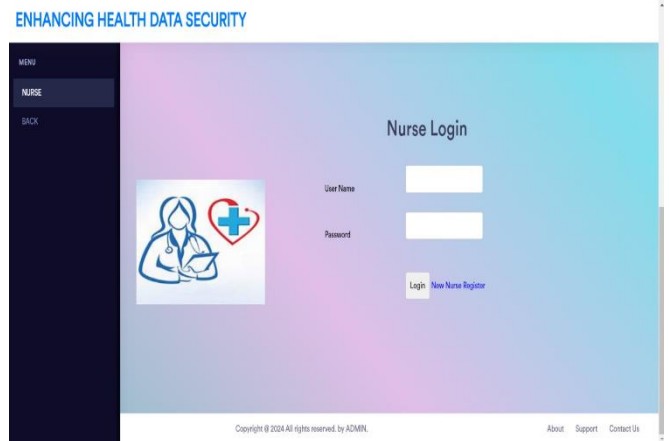 ENHANCING HEALTH DATA SECURITY
MENU
NURSE
BACK
Nurse Login
User Name
Password
Login New Nurse Register
Copyright @ 2024 All rights reserved. by ADMIN.
About Support Contact Us